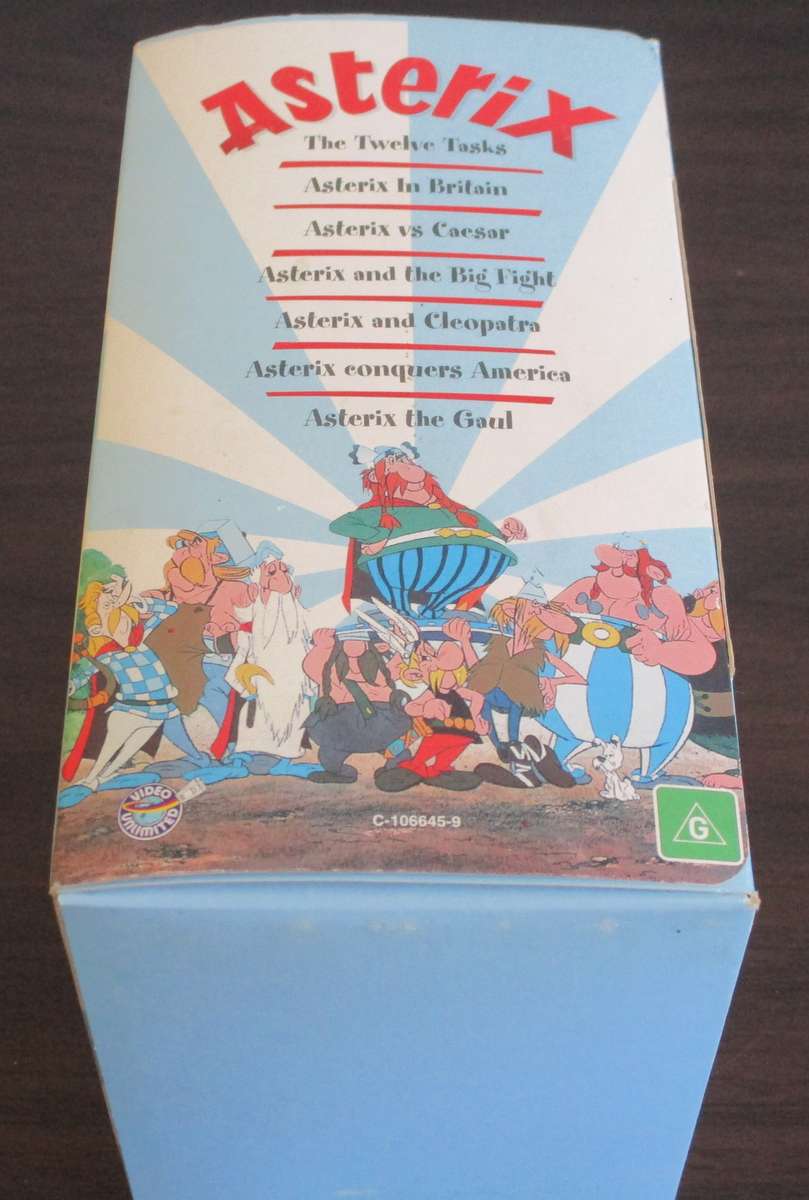 Asterix
The Twelve Tasks
Asterix In Britain
Asterix vs Caesar
Asterix and the Big Fight
Asterix and Cleopatra
Asterix conquers America
Asterix the Gaul
VIDEO
UNLIMITED
C-106645-9
G